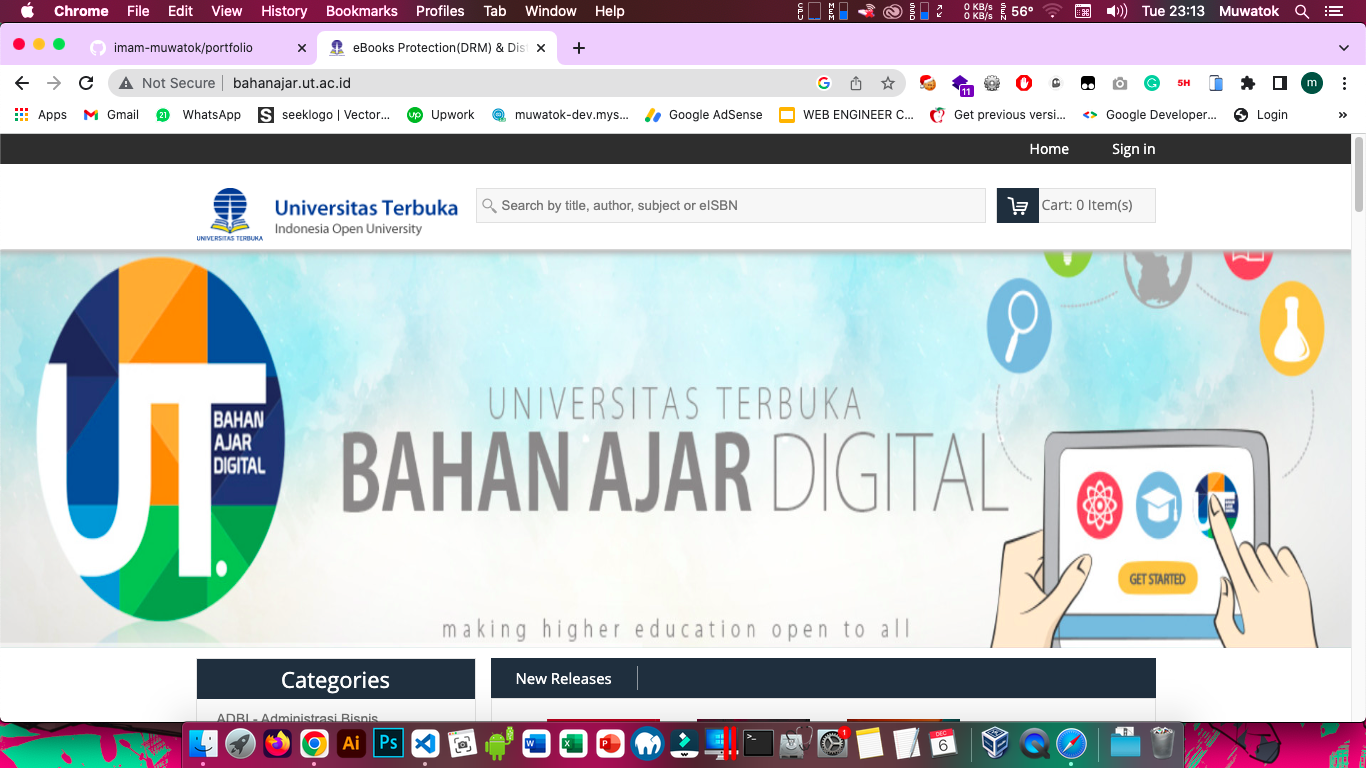 Chrome File Edit View History Bookmarks Profiles Tab Window Help 0 KB/s 0 KB/s 56° Tue 23:13 Muwatok
imam-muwatok/portfolio eBooks Protection(DRM) & Dis
Not Secure bahanajar.ut.ac.id 11 5H m
Apps Gmail 21 WhatsApp seeklogo | Vector... Upwork muwatok-dev.mys... Google AdSense WEB ENGINEER C... Get previous versi... Google Developer... Login »
Home Sign in
UNIVERSITAS TERBUKA
Universitas Terbuka
Indonesia Open University
Search by title, author, subject or eISBN
Cart: 0 Item(s)
UT.
BAHAN
AJAR
DIGITAL
UNIVERSITAS TERBUKA
BAHAN AJAR DIGITAL
GET STARTED
making higher education open to all
Categories
New Releases
ADBI - Administrasi Bisnis
Ai Ps W X P 1 DEC 6